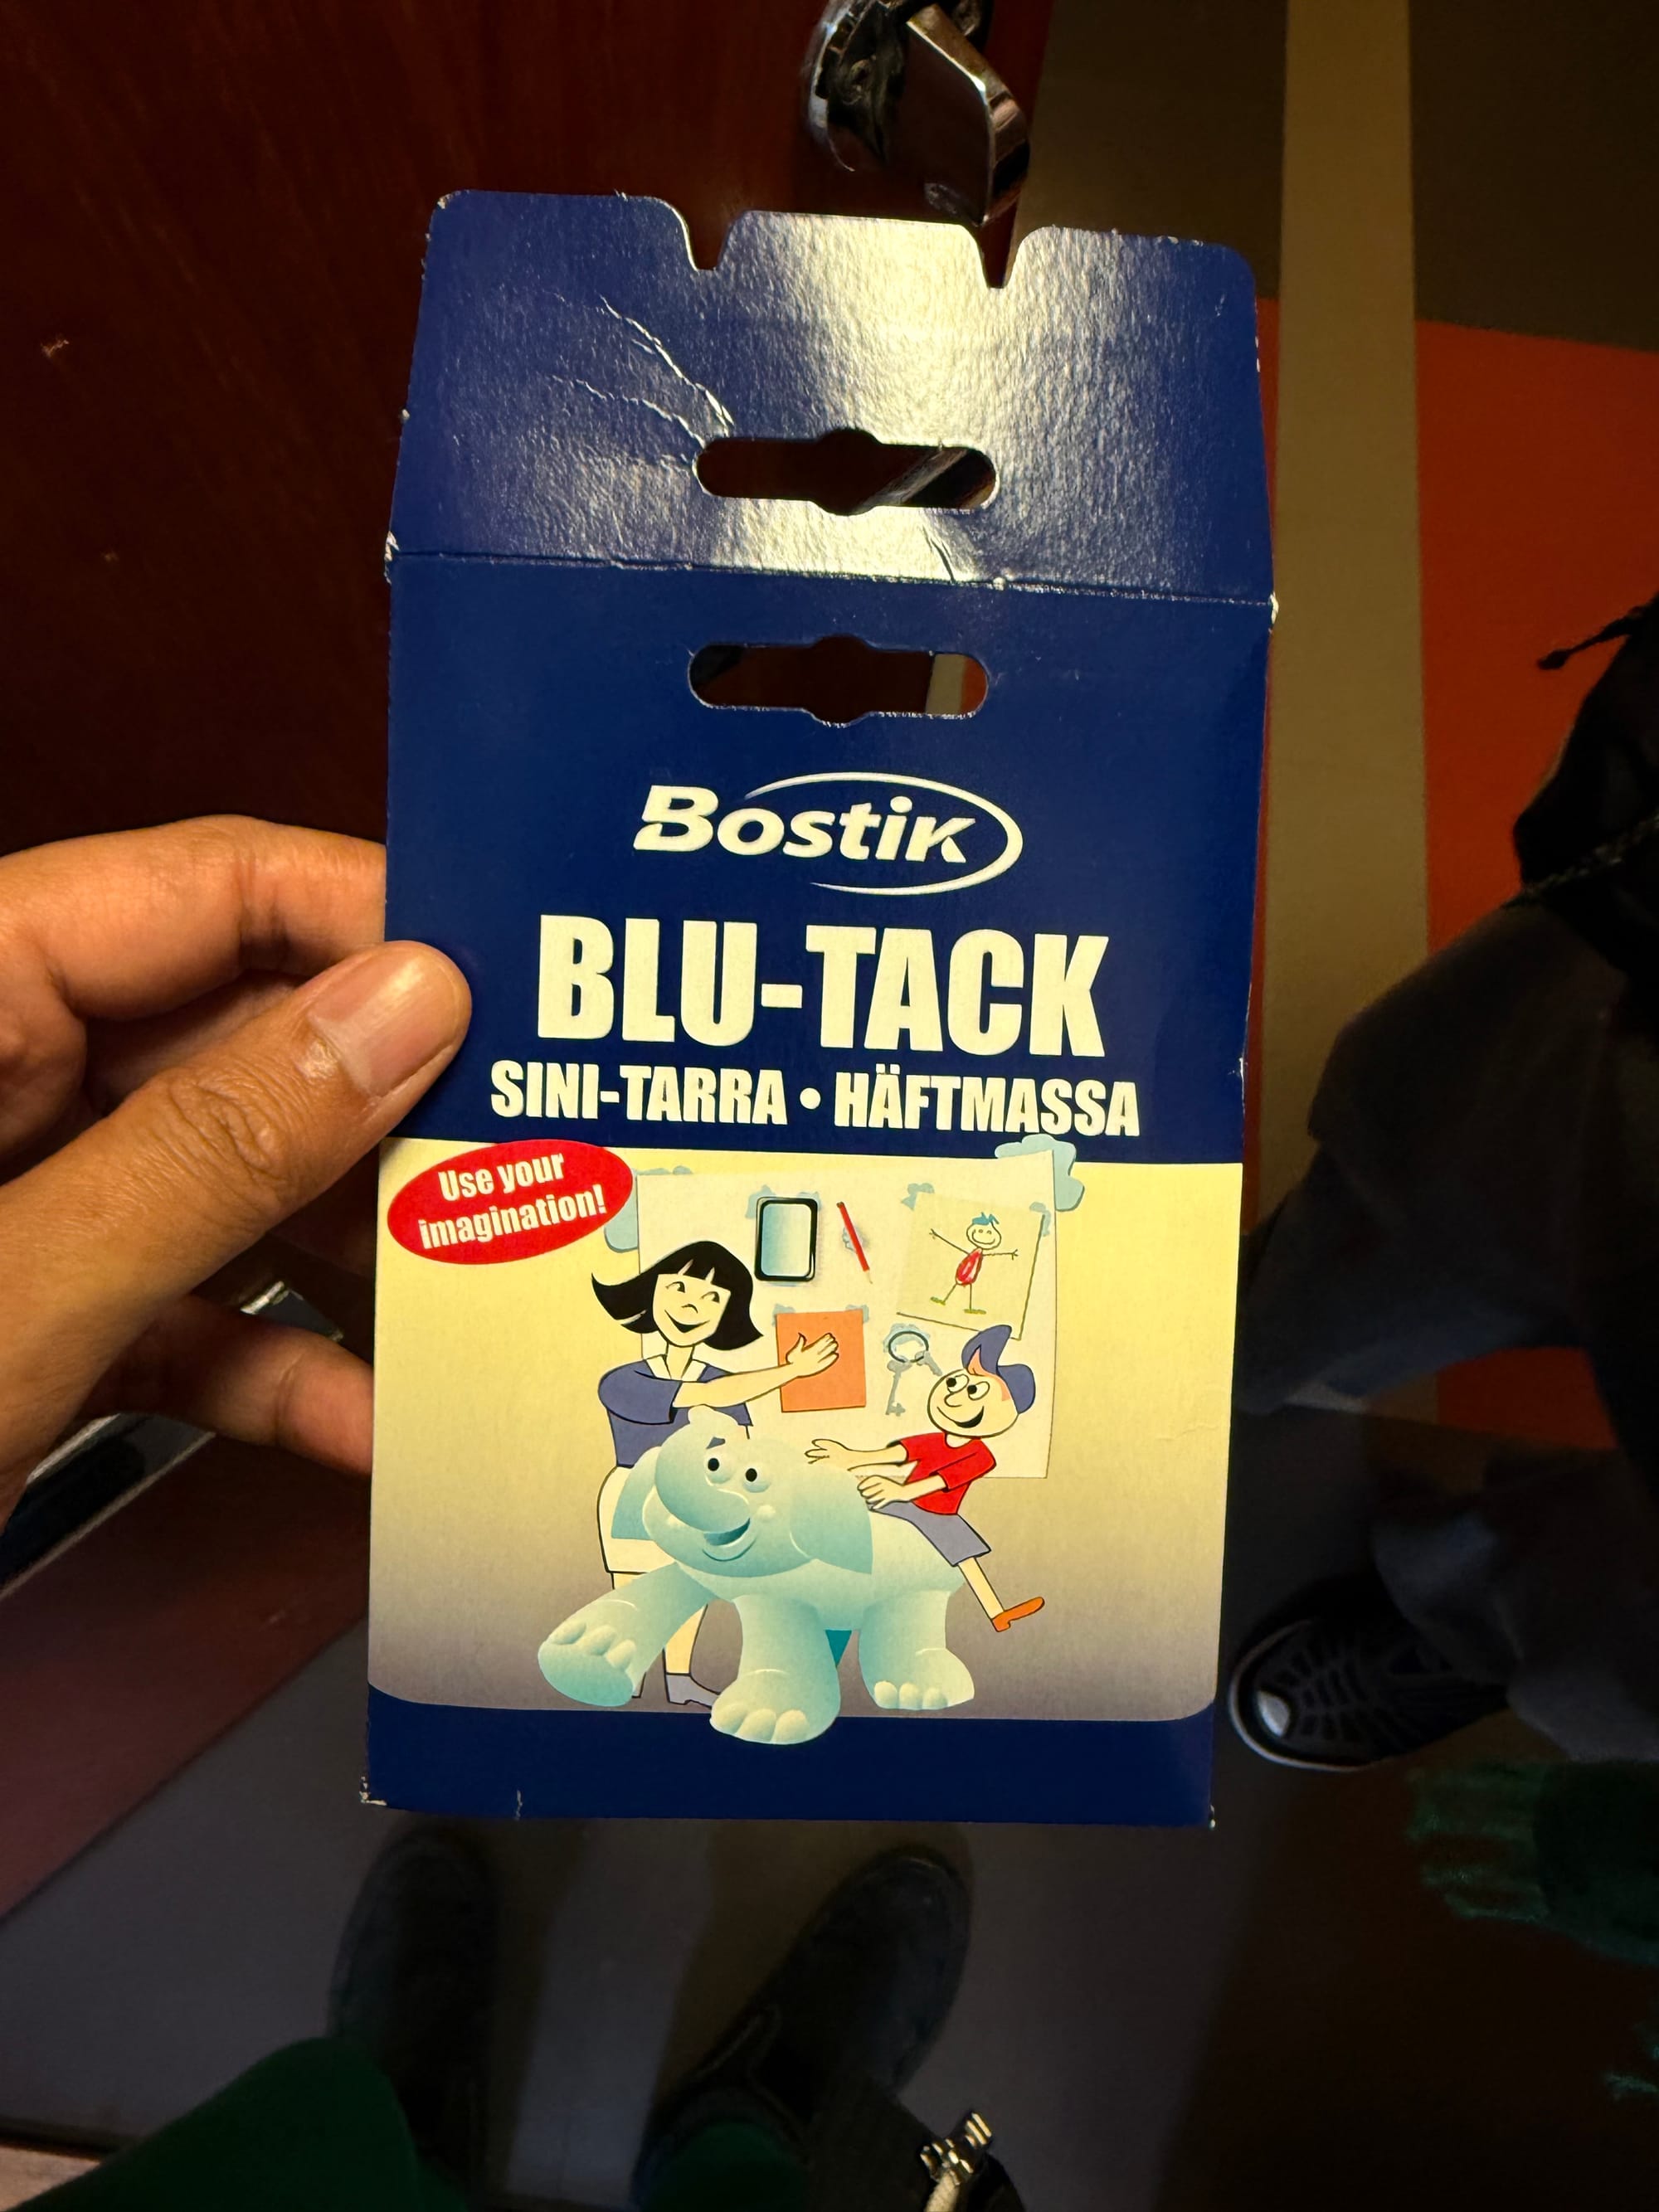 Bostik
BLU-TACK
SINI-TARRA • HÄFTMASSA
Use your
imagination!